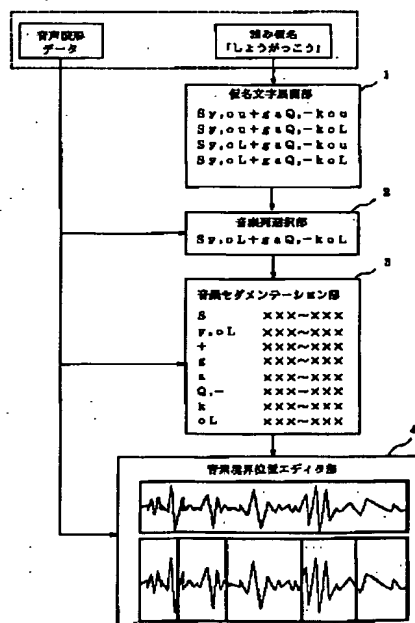 音声波形
データ
読み仮名
「しょうがっこう」
1
仮名文字展開部
Sy,ou+gaQ,-kou
Sy,ou+gaQ,-koL
Sy,oL+gaQ,-kou
Sy,oL+gaQ,-koL
2
音素列選択部
Sy,oL+gaQ,-koL
3
音素セグメンテーション部
S ×××~×××
y,oL ×××~×××
+ ×××~×××
g ×××~×××
a ×××~×××
Q,- ×××~×××
k ×××~×××
oL ×××~×××
4
音素境界位置エディタ部